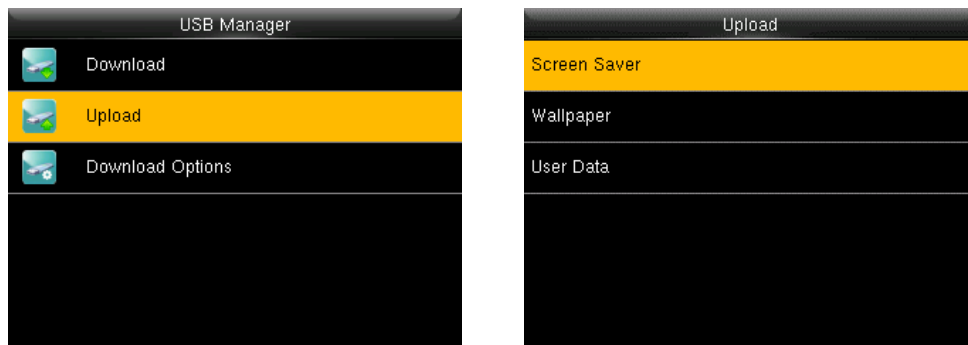 USB Manager
Download
Upload
Download Options
Upload
Screen Saver
Wallpaper
User Data